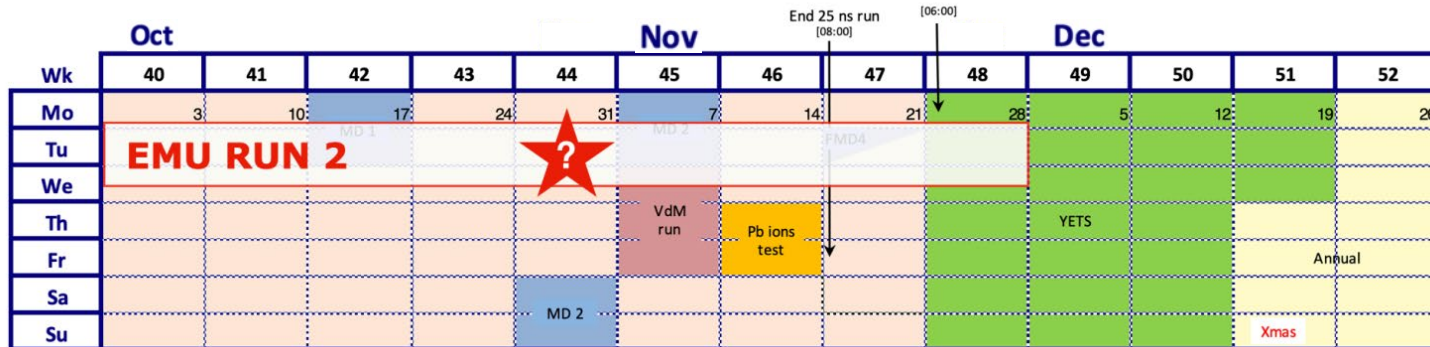 End 25 ns run [06:00]
[08:00]
Oct Nov Dec
Wk 40 41 42 43 44 45 46 47 48 49 50 51 52
Mo 3 10 17 24 31 7 14 21 28 5 12 19 26
MD 1 MD 2
Tu EMU RUN 2 ? FMD4
We
Th VdM run Pb ions test YETS
Fr Annual
Sa
MD 2
Su Xmas